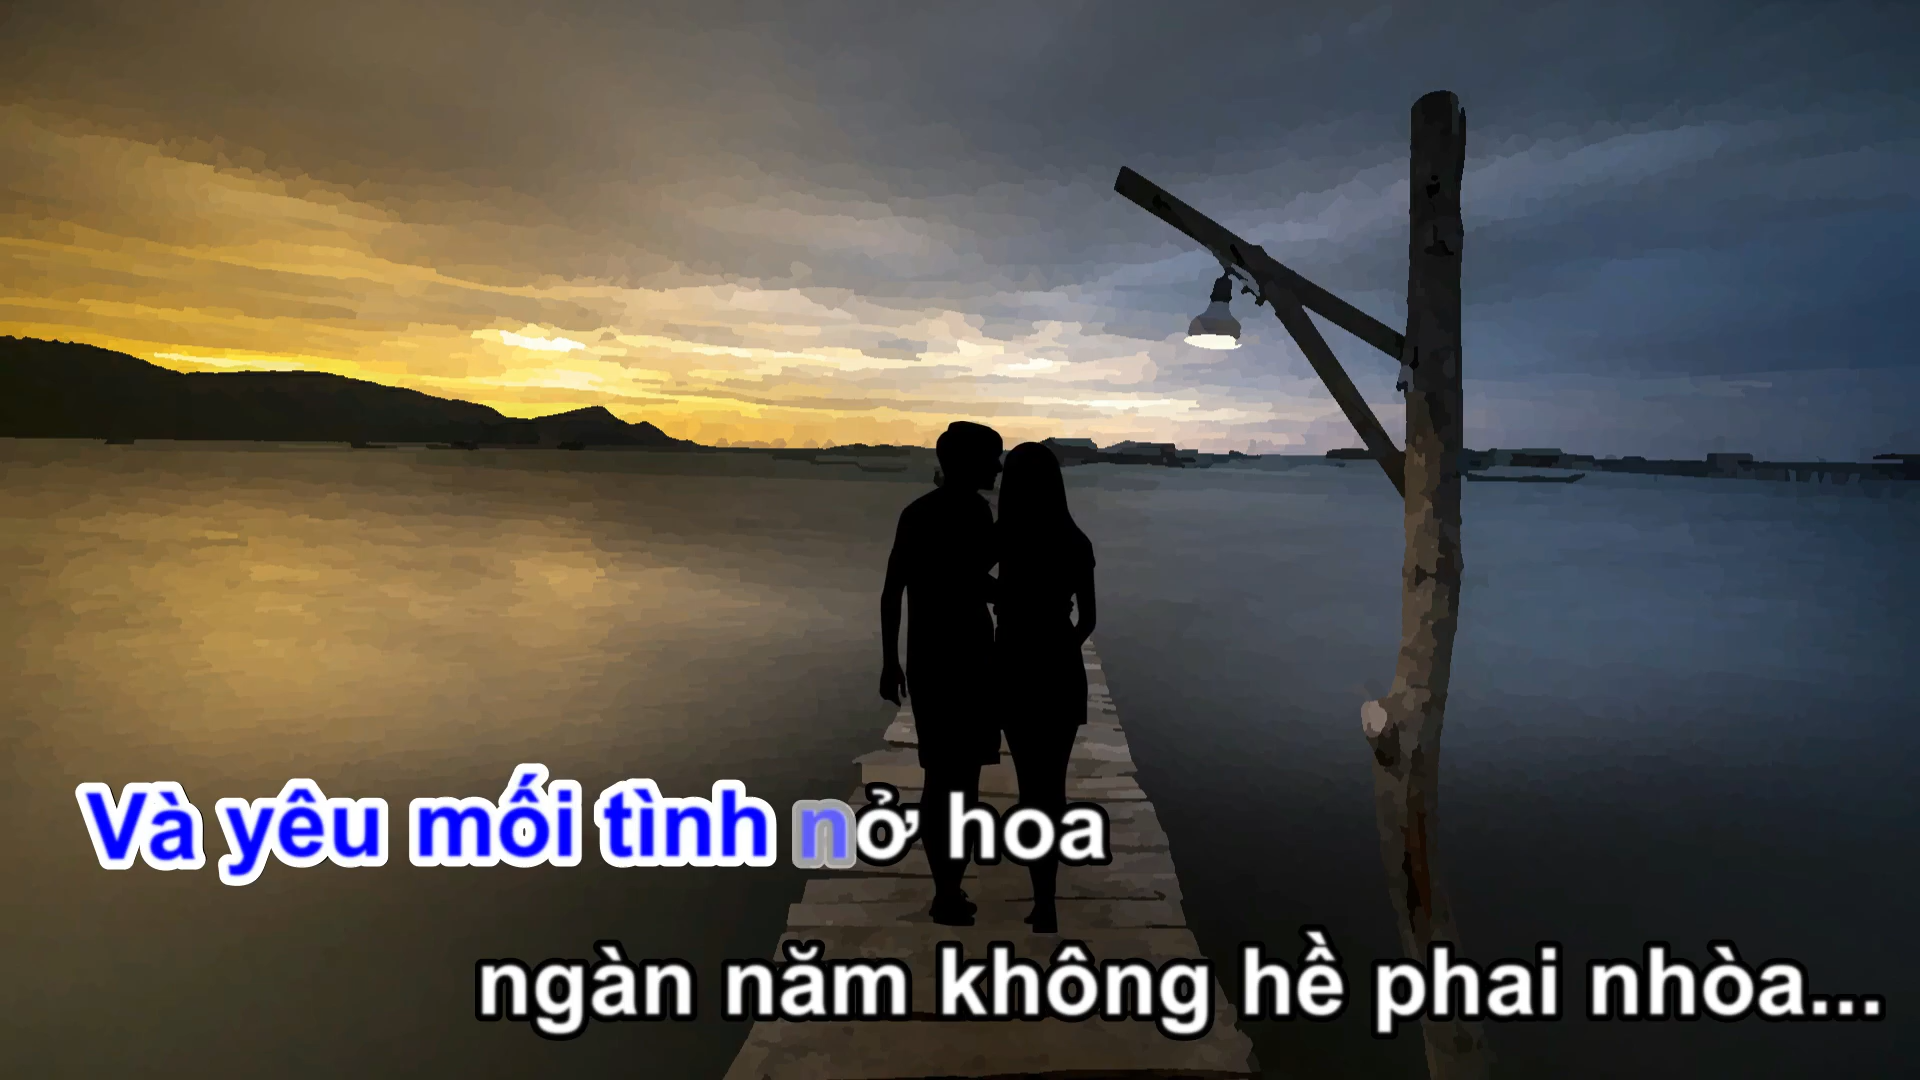 Và yêu mối tình nở hoa
ngàn năm không hề phai nhòa...